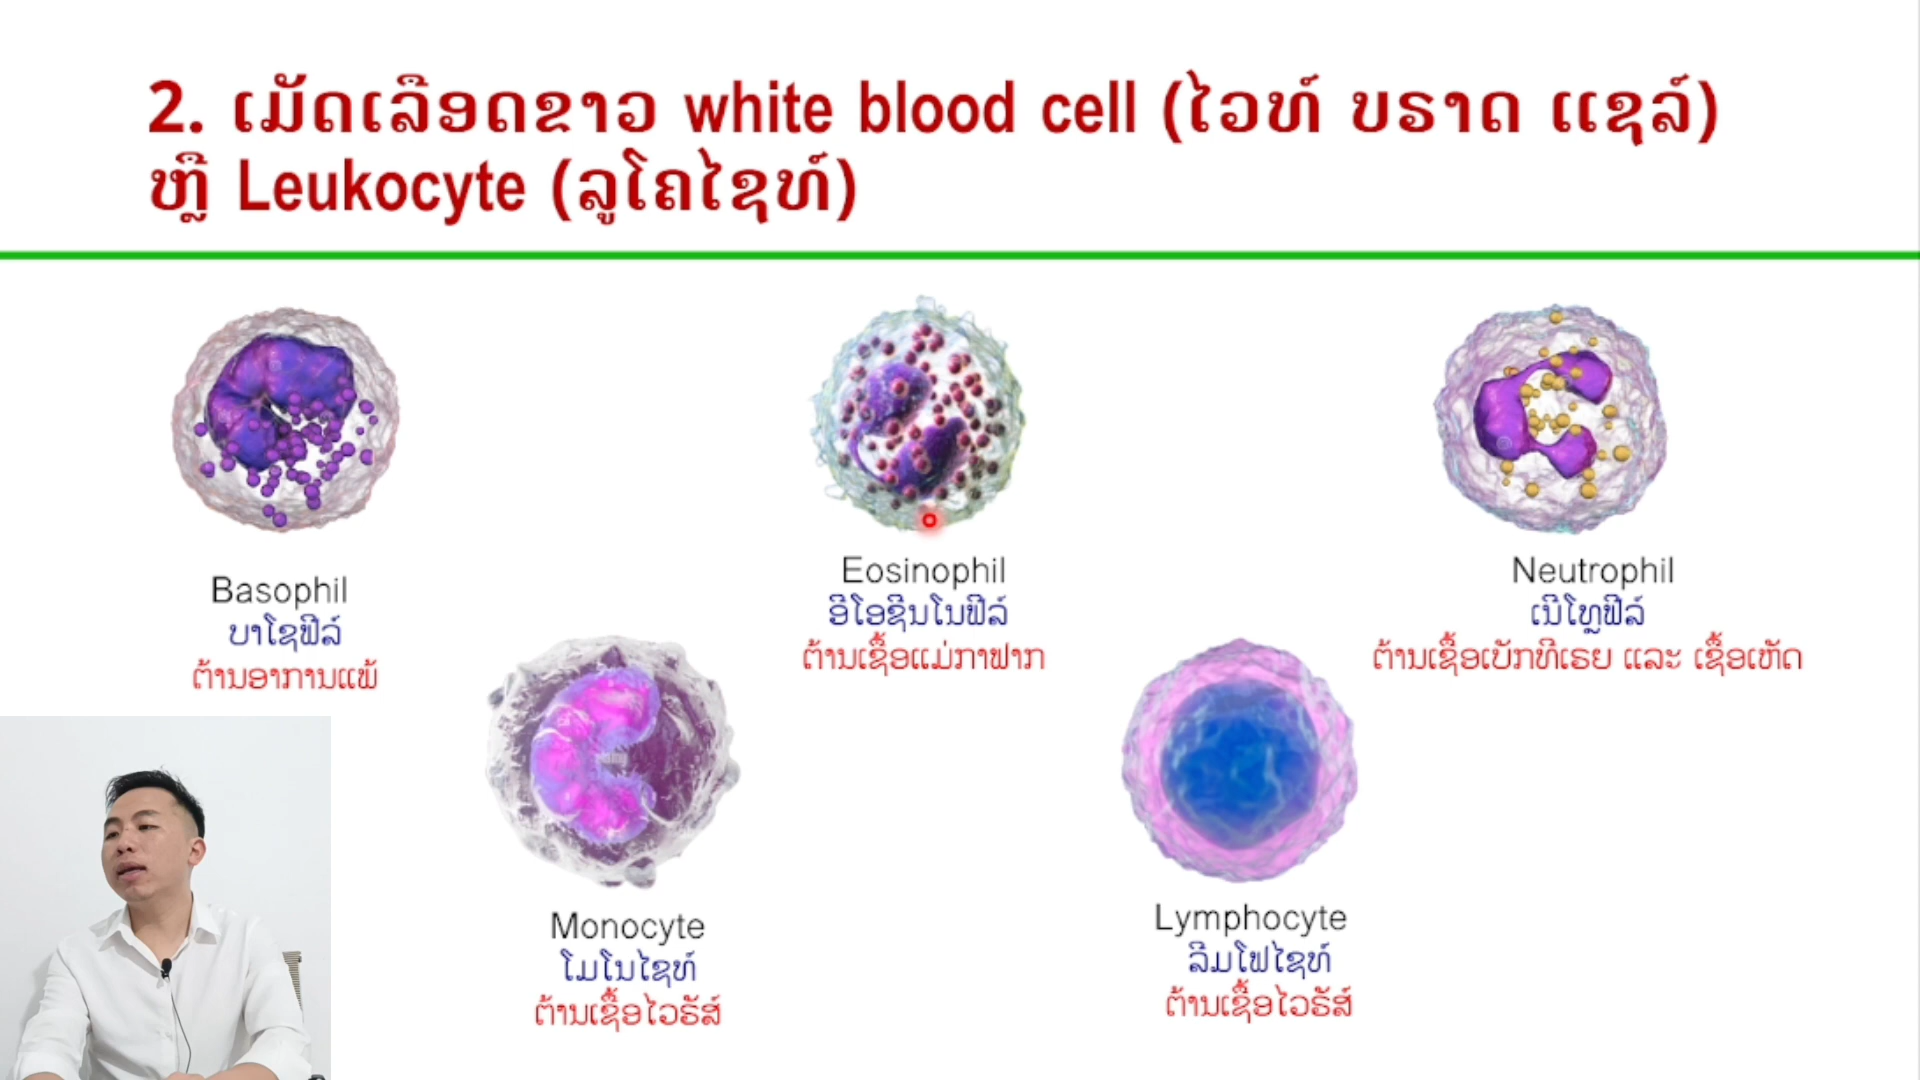 2. ເມັດເລືອດຂາວ white blood cell (ໄວທ໌ ບຣາດ ແຊລ໌)
ຫຼື Leukocyte (ລູໂຄໄຊທ໌)
Basophil
ບາໂຊຟີລ໌
ຕ້ານອາການແພ້
Eosinophil
ອີໂອຊີນໂນຟີລ໌
ຕ້ານເຊື້ອແມ່ກາຝາກ
Neutrophil
ເນີໂທຼຟີລ໌
ຕ້ານເຊື້ອເບັກທີເຣຍ ແລະ ເຊື້ອເຫັດ
Monocyte
ໂມໂນໄຊທ໌
ຕ້ານເຊື້ອໄວຣັສ໌
Lymphocyte
ລີມໂຟໄຊທ໌
ຕ້ານເຊື້ອໄວຣັສ໌